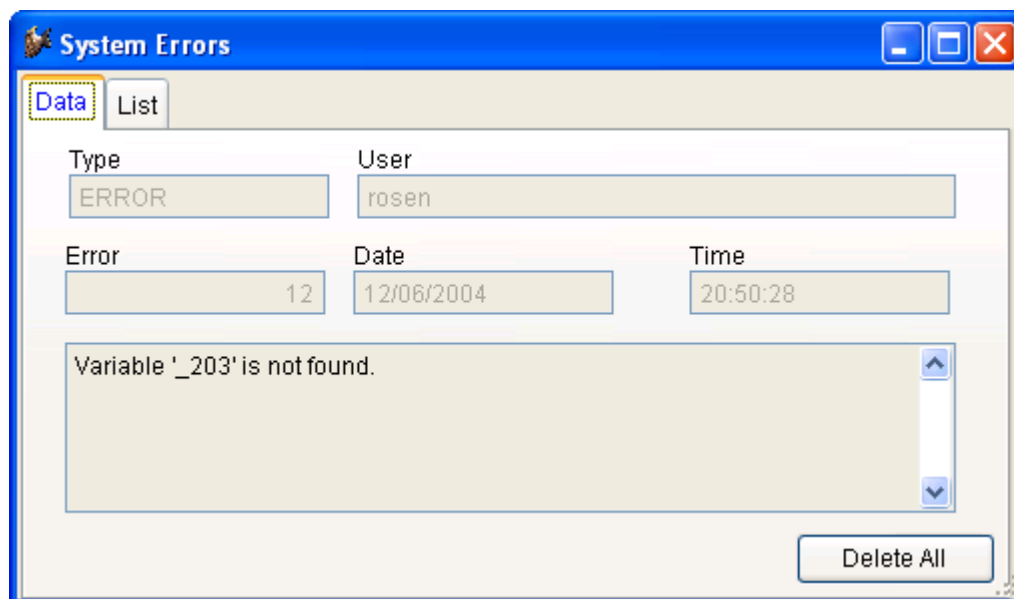 System Errors
Data List
Type User
ERROR rosen
Error Date Time
12 12/06/2004 20:50:28
Variable '_203' is not found.
Delete All